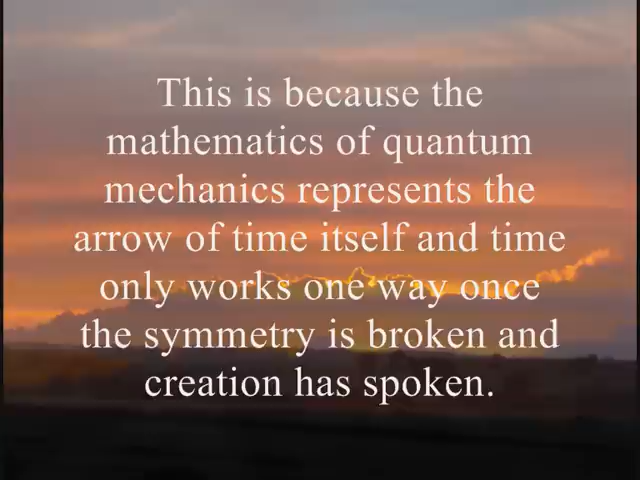 This is because the
mathematics of quantum
mechanics represents the
arrow of time itself and time
only works one way once
the symmetry is broken and
creation has spoken.